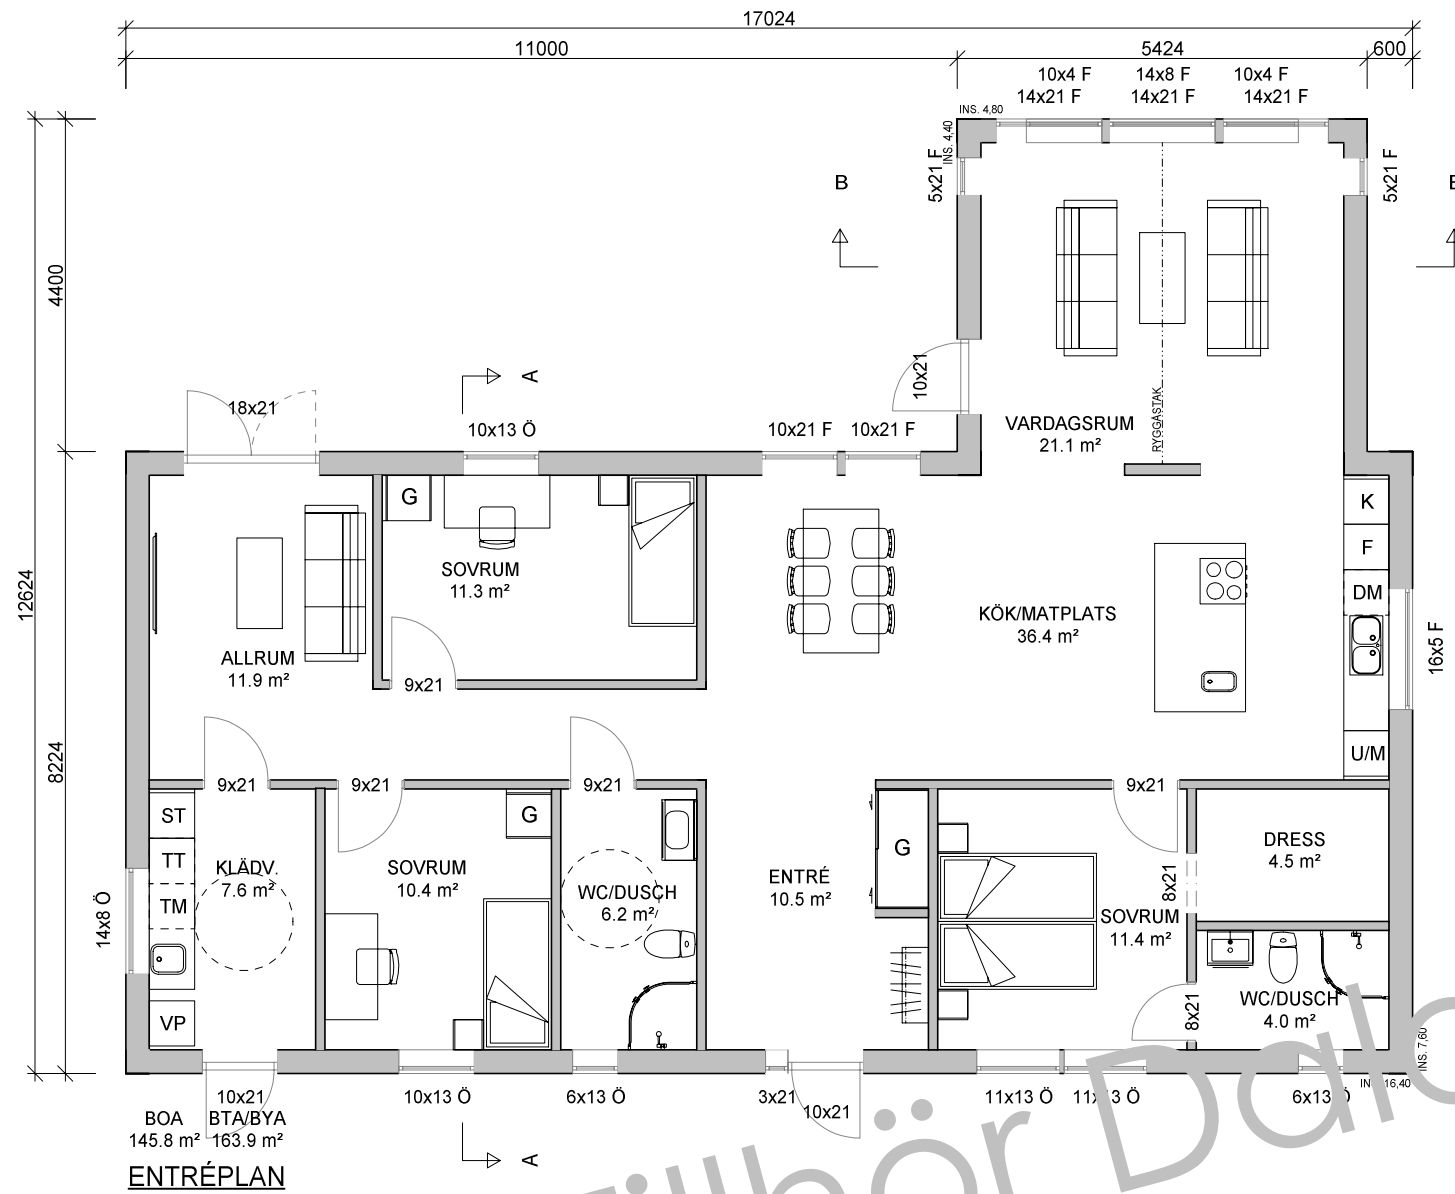 17024
11000
5424
600
10x4 F
14x8 F
10x4 F
14x21 F
14x21 F
14x21 F
INS. 4,80
INS. 4,40
5x21 F
5x21 F
B
4400
10x21
18x21
A
10x13 Ö
10x21 F
10x21 F
VARDAGSRUM
21.1 m²
RYGGÅSTAK
G
K
F
DM
SOVRUM
11.3 m²
12624
KÖK/MATPLATS
36.4 m²
16x5 F
ALLRUM
11.9 m²
9x21
8224
U/M
9x21
9x21
9x21
9x21
ST
G
TT
KLÄDV.
7.6 m²
SOVRUM
10.4 m²
G
DRESS
4.5 m²
TM
WC/DUSCH
6.2 m²
ENTRÉ
10.5 m²
8x21
SOVRUM
11.4 m²
14x8 Ö
VP
8x21
WC/DUSCH
4.0 m²
INS. 7,60
10x21
10x13 Ö
6x13 Ö
3x21
10x21
11x13 Ö
6x13 Ö
BOA
145.8 m²
BTA/BYA
163.9 m²
A
ENTRÉPLAN